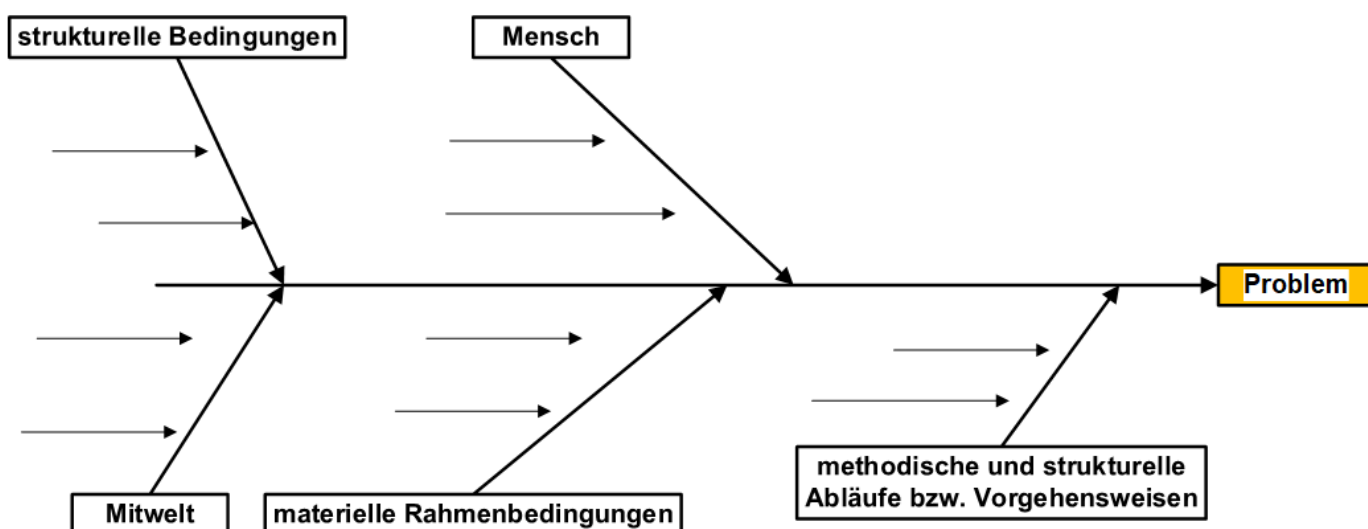 strukturelle Bedingungen
Mensch
Problem
methodische und strukturelle
Abläufe bzw. Vorgehensweisen
Mitwelt
materielle Rahmenbedingungen